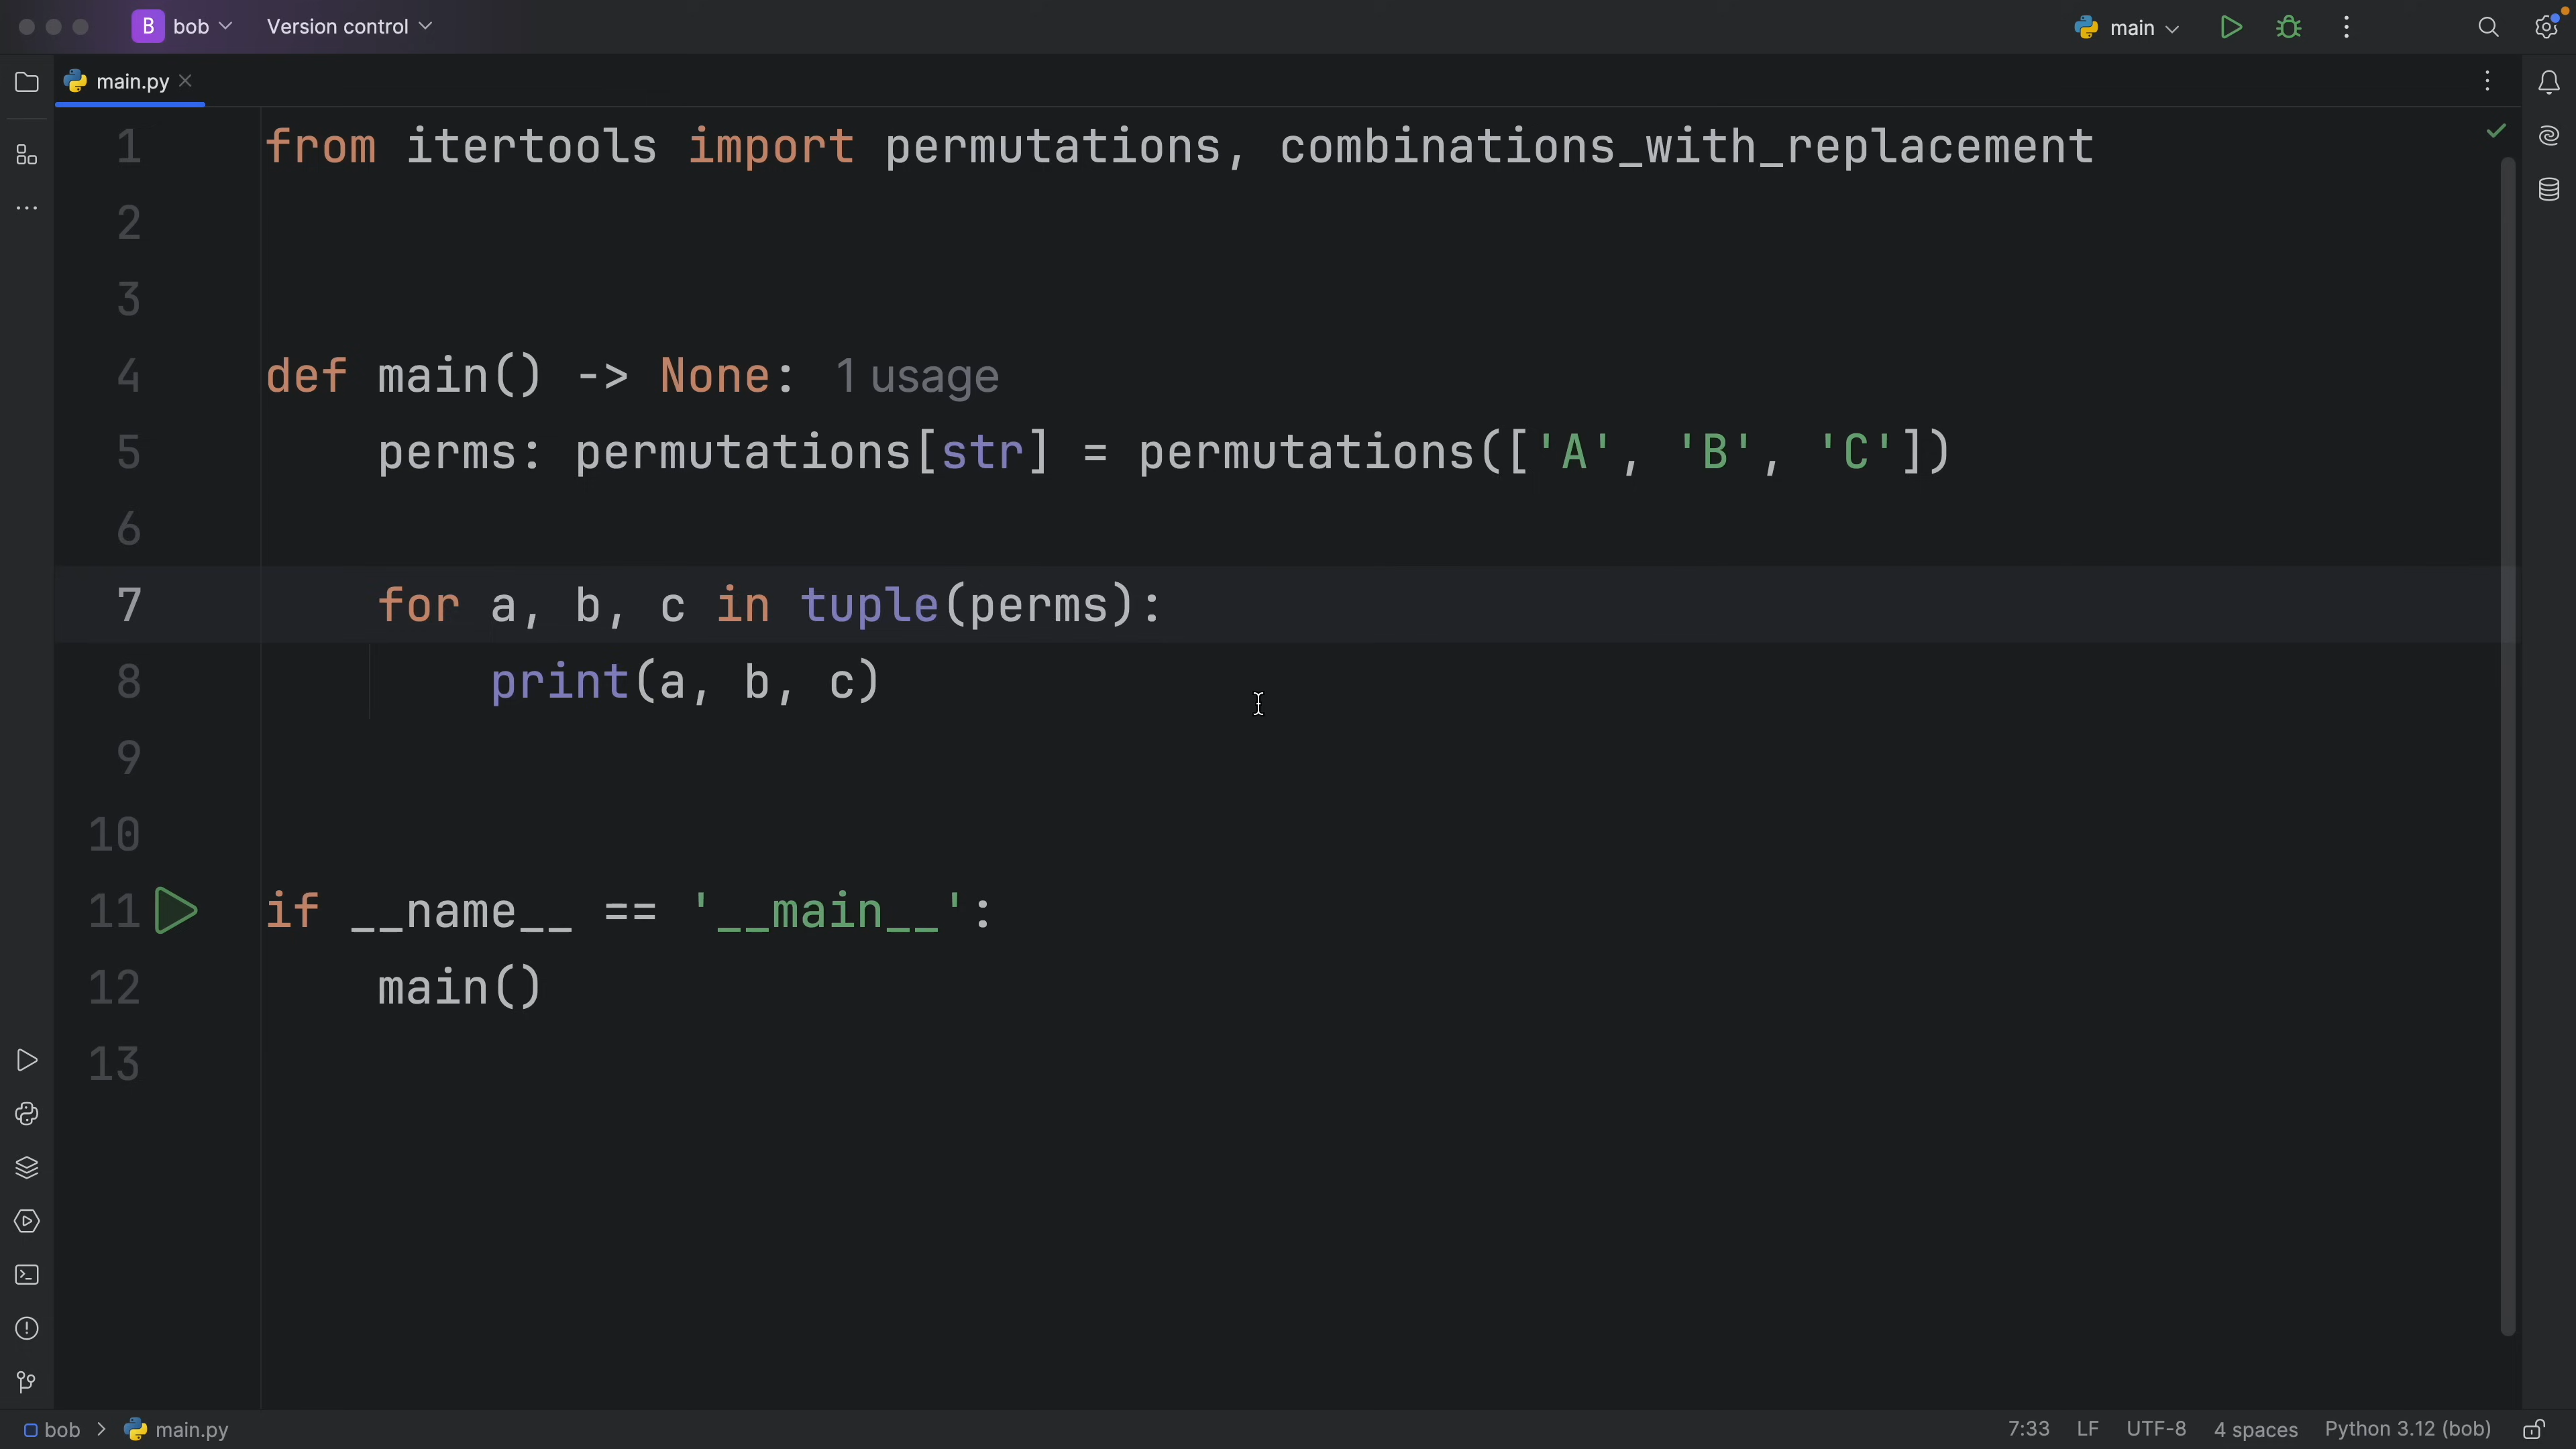 B bob Version control main
main.py
1 from itertools import permutations, combinations_with_replacement
2
3
4 def main() -> None: 1 usage
5 perms: permutations[str] = permutations(['A', 'B', 'C'])
6
7 for a, b, c in tuple(perms):
8 print(a, b, c)
9
10
11 if __name__ == '__main__':
12 main()
13
bob > main.py 7:33 LF UTF-8 4 spaces Python 3.12 (bob)